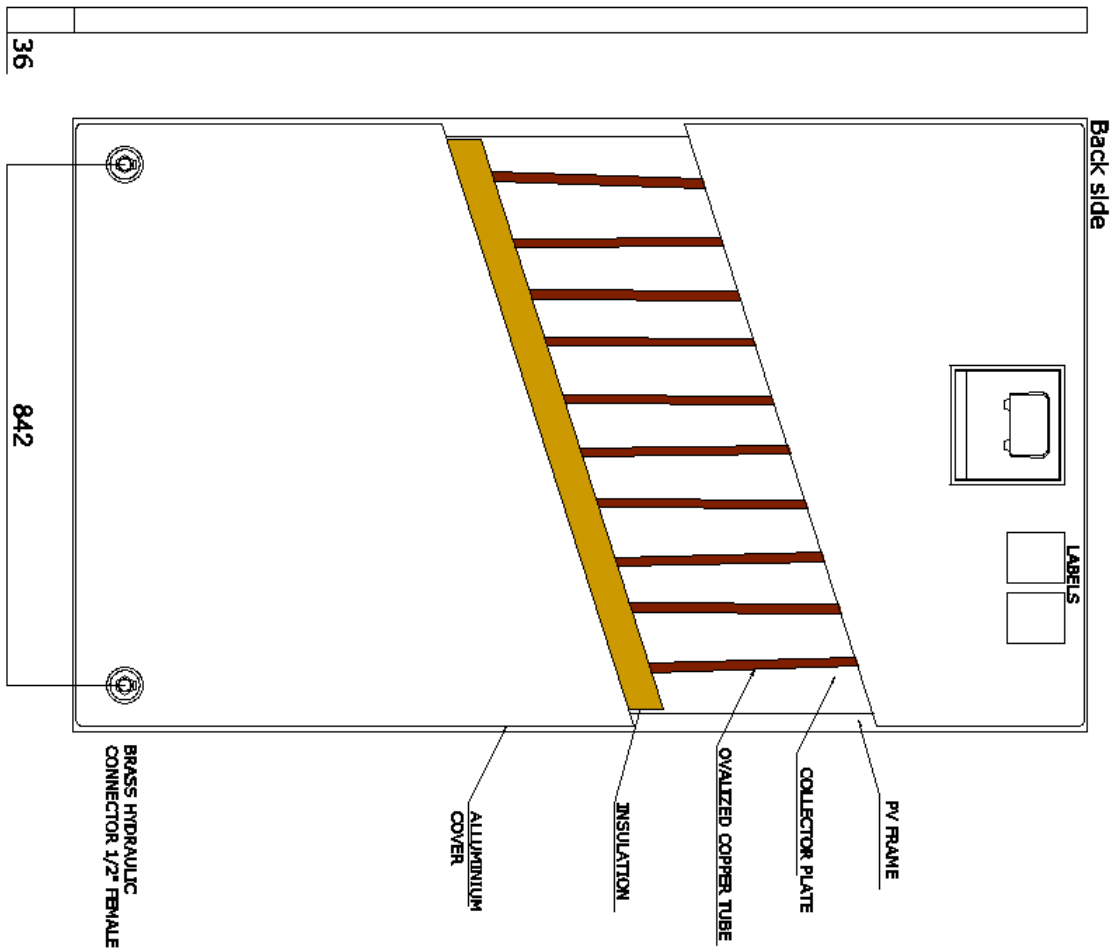 Back side
36
LABELS
842
PV FRAME
COLLECTOR PLATE
OVALIZED COPPER TUBE
INSULATION
ALLUMINIUM
COVER
BRASS HYDRAULIC
CONNECTOR 1/2" FEMALE